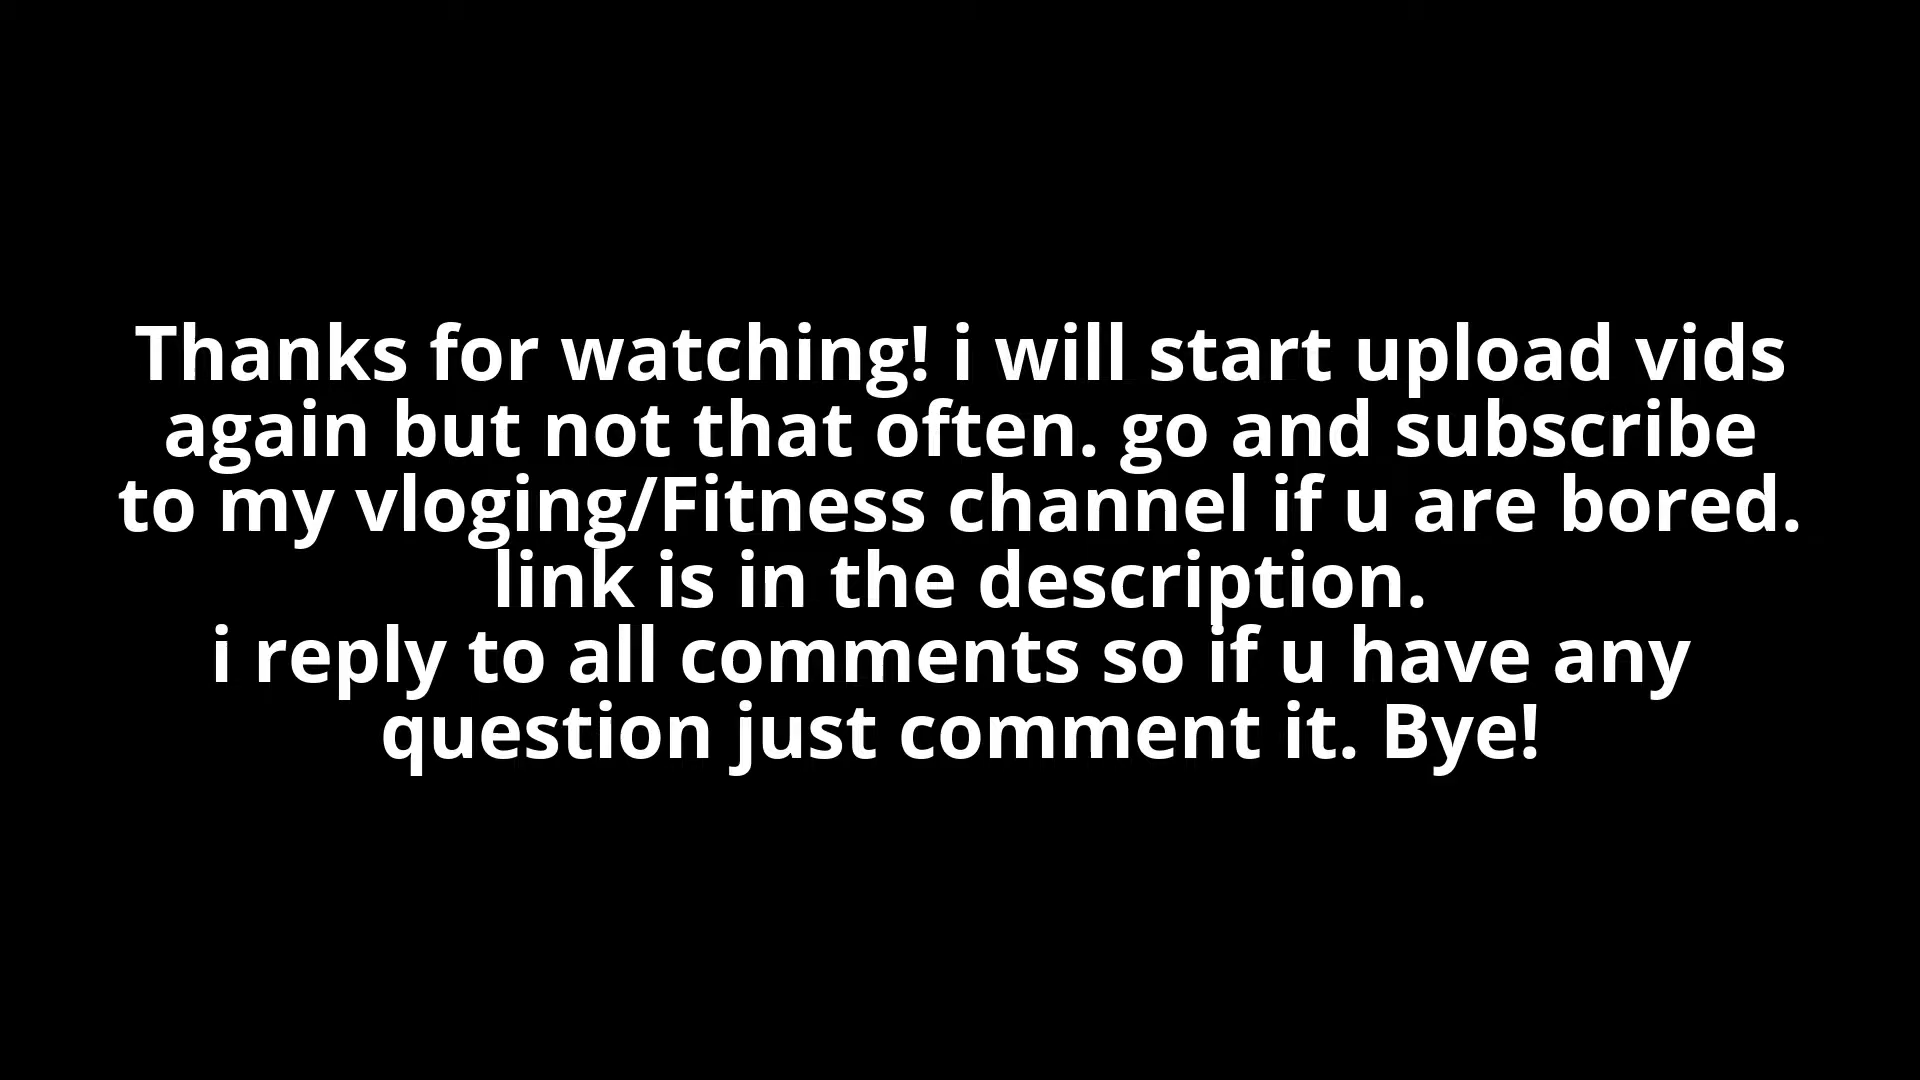 Thanks for watching! i will start upload vids
again but not that often. go and subscribe
to my vloging/Fitness channel if u are bored.
link is in the description.
i reply to all comments so if u have any
question just comment it. Bye!